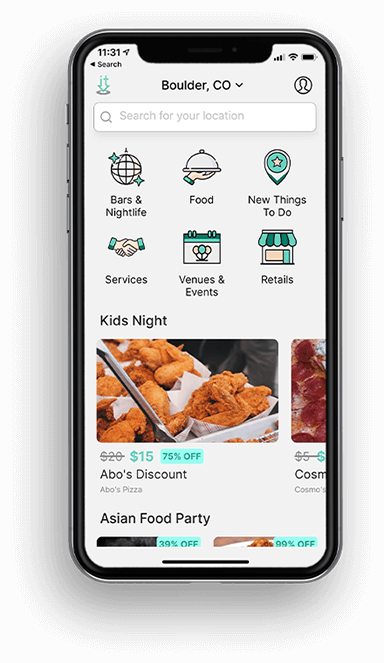 11:31
Search
it
Boulder, CO
Search for your location
Bars &
Nightlife
Food
New Things
To Do
Services
Venues &
Events
Retails
Kids Night
$20 $15 75% OFF
$5 $
Abo's Discount
Cosm
Abo's Pizza
Cosmo's
Asian Food Party
39% OFF
99% OFF